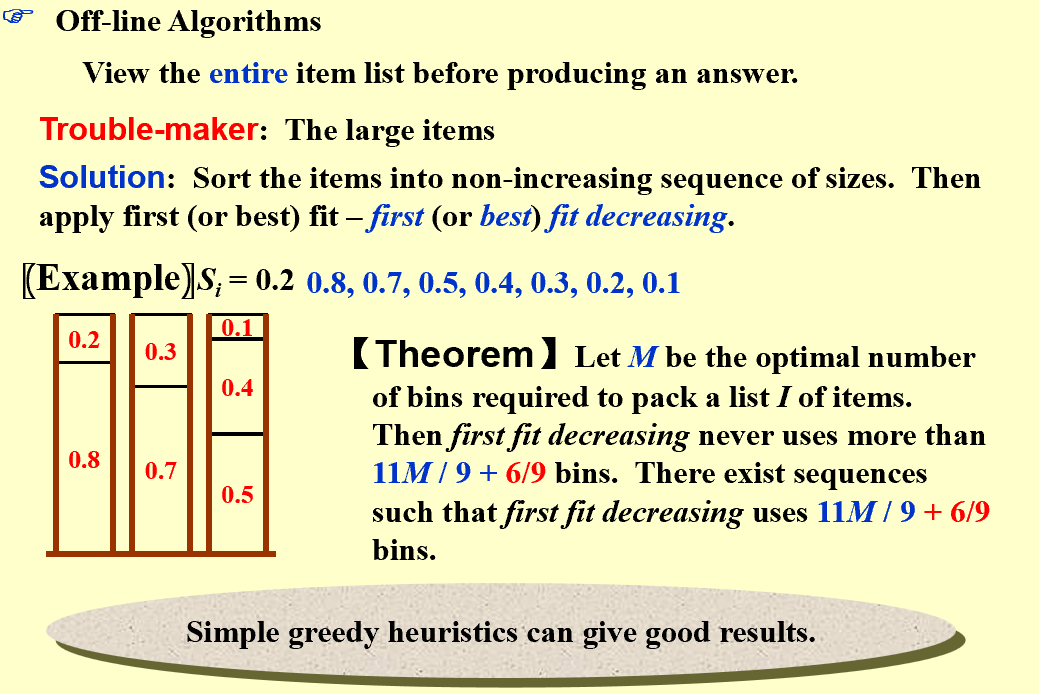 ☞ Off-line Algorithms
View the entire item list before producing an answer.
Trouble-maker: The large items
Solution: Sort the items into non-increasing sequence of sizes. Then
apply first (or best) fit – first (or best) fit decreasing.
〖Example〗Si = 0.2 0.8, 0.7, 0.5, 0.4, 0.3, 0.2, 0.1
0.2
0.8
0.3
0.7
0.1
0.4
0.5
【Theorem】Let M be the optimal number
of bins required to pack a list I of items.
Then first fit decreasing never uses more than
11M / 9 + 6/9 bins. There exist sequences
such that first fit decreasing uses 11M / 9 + 6/9
bins.
Simple greedy heuristics can give good results.